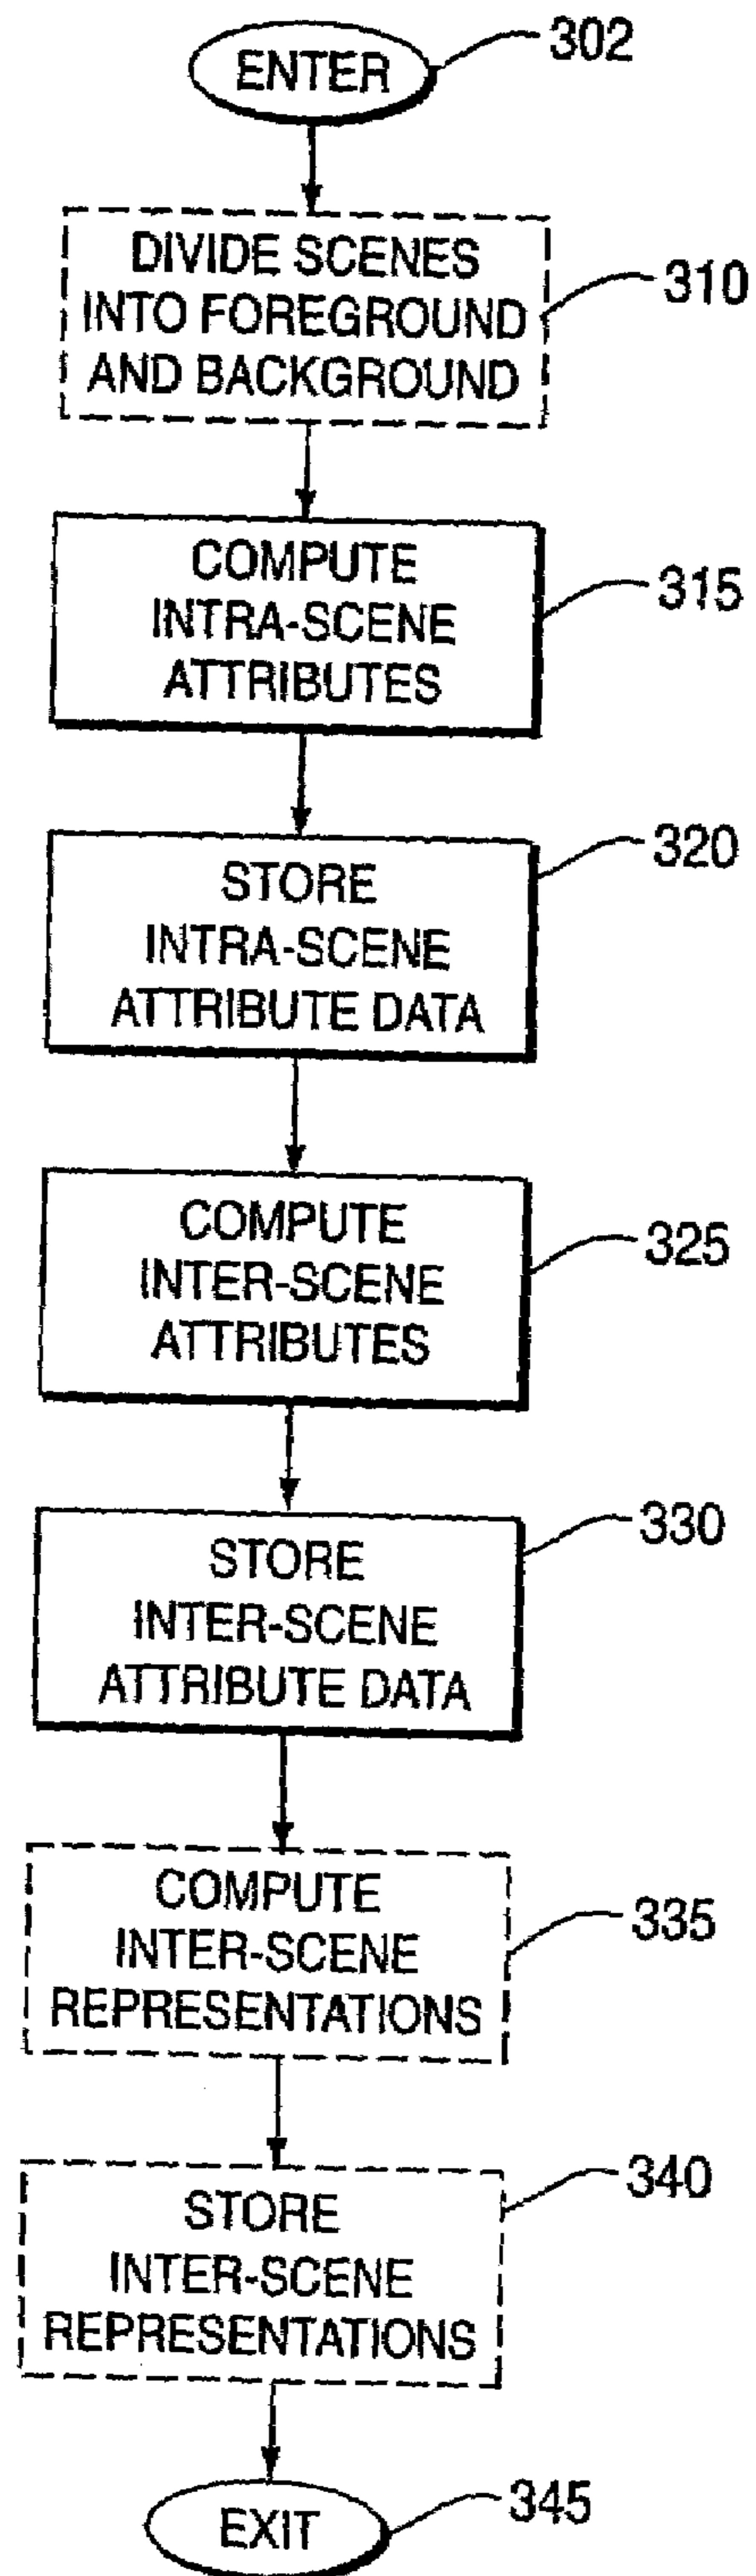 ENTER
302
DIVIDE SCENES
INTO FOREGROUND
AND BACKGROUND
310
COMPUTE
INTRA-SCENE
ATTRIBUTES
315
STORE
INTRA-SCENE
ATTRIBUTE DATA
320
COMPUTE
INTER-SCENE
ATTRIBUTES
325
STORE
INTER-SCENE
ATTRIBUTE DATA
330
COMPUTE
INTER-SCENE
REPRESENTATIONS
335
STORE
INTER-SCENE
REPRESENTATIONS
340
EXIT
345